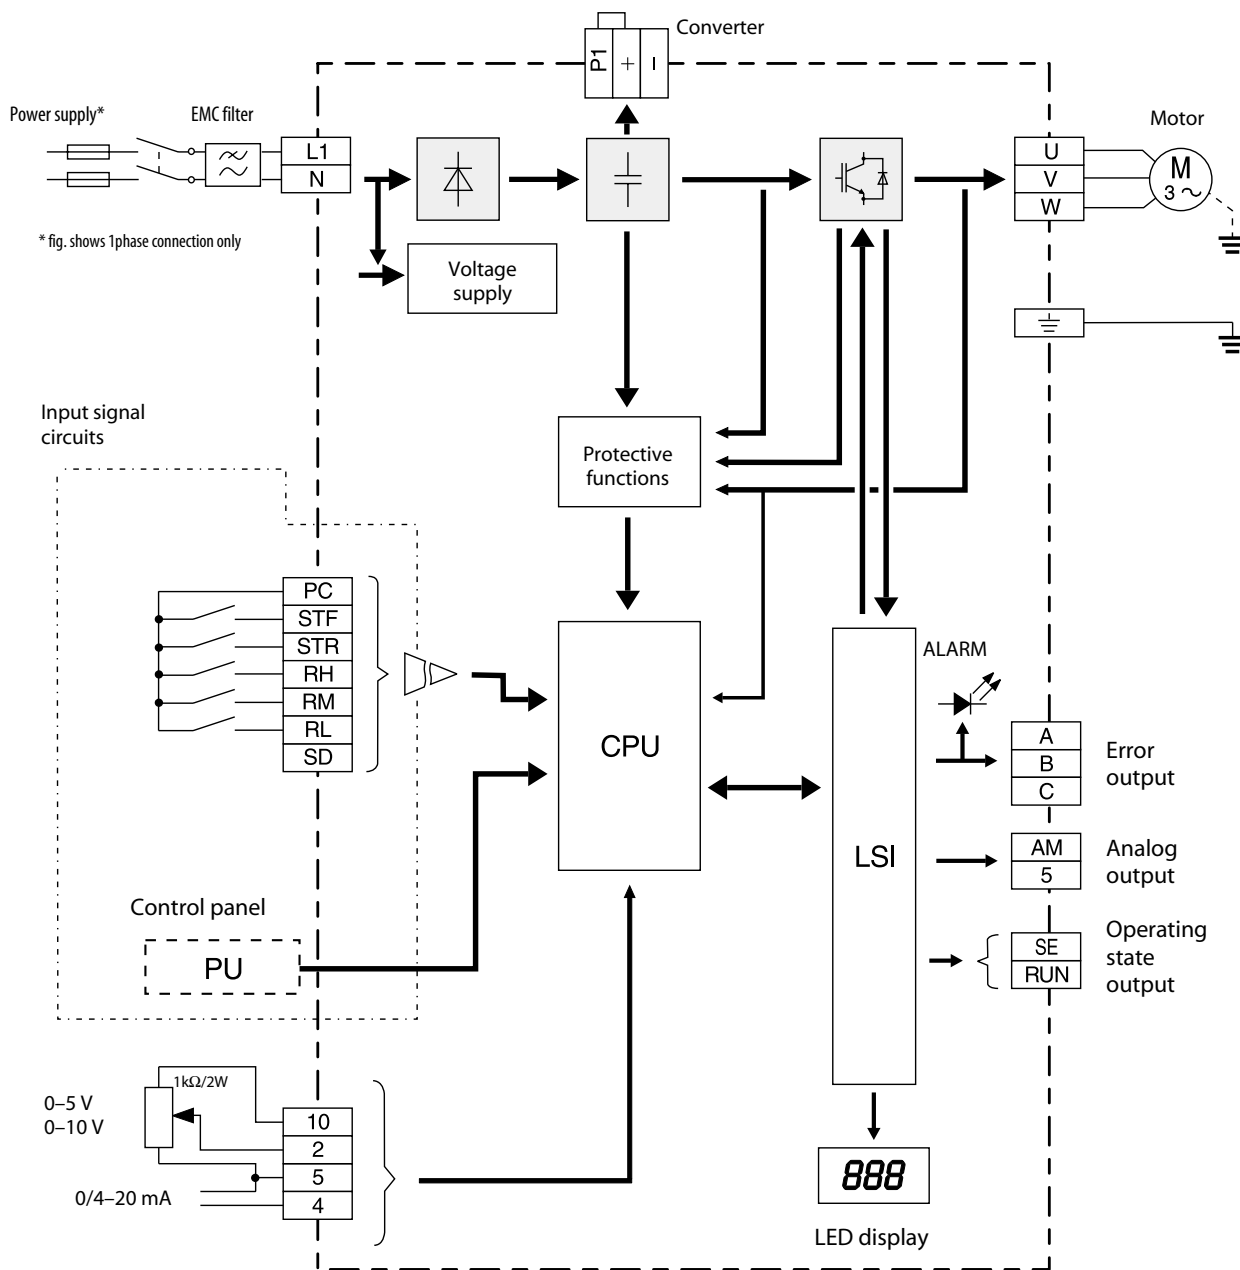 Converter
P1
+
−
Power supply*
EMC filter
L1
N
* fig. shows 1phase connection only
Voltage
supply
U
V
W
Motor
M
3 ~
Input signal
circuits
Protective
functions
PC
STF
STR
RH
RM
RL
SD
CPU
LSI
ALARM
A
B
C
Error
output
AM
5
Analog
output
SE
RUN
Operating
state
output
Control panel
PU
1kΩ/2W
0–5 V
0–10 V
10
2
5
4
0/4–20 mA
888
LED display